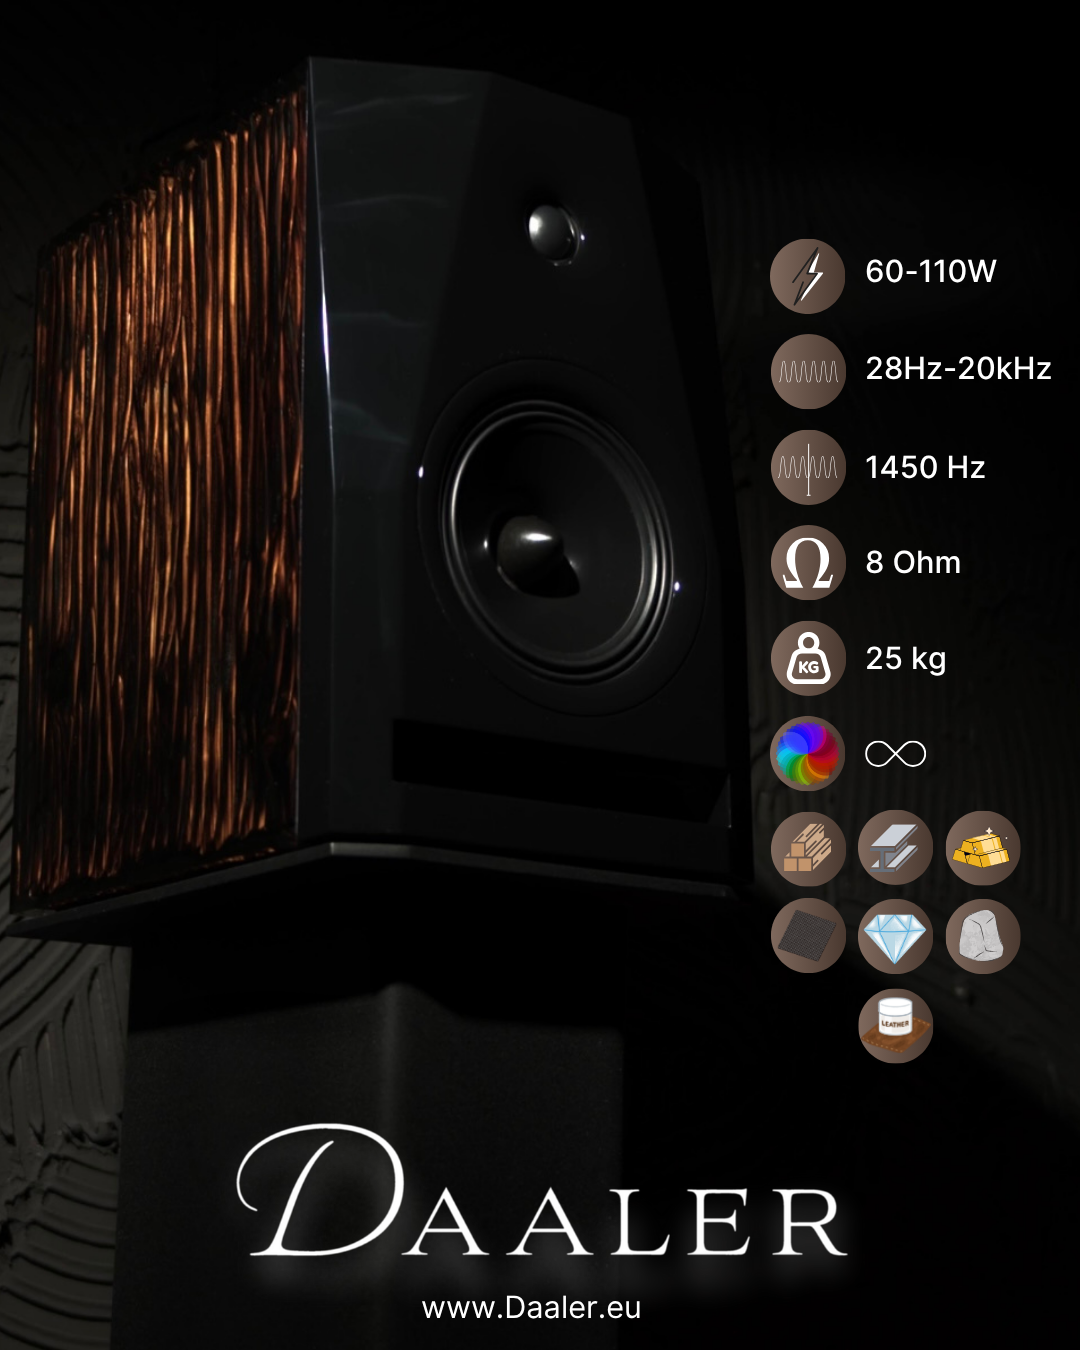 60-110W
28Hz-20kHz
1450 Hz
Ω
8 Ohm
KG
25 kg
∞
LEATHER
DAALER
www.Daaler.eu